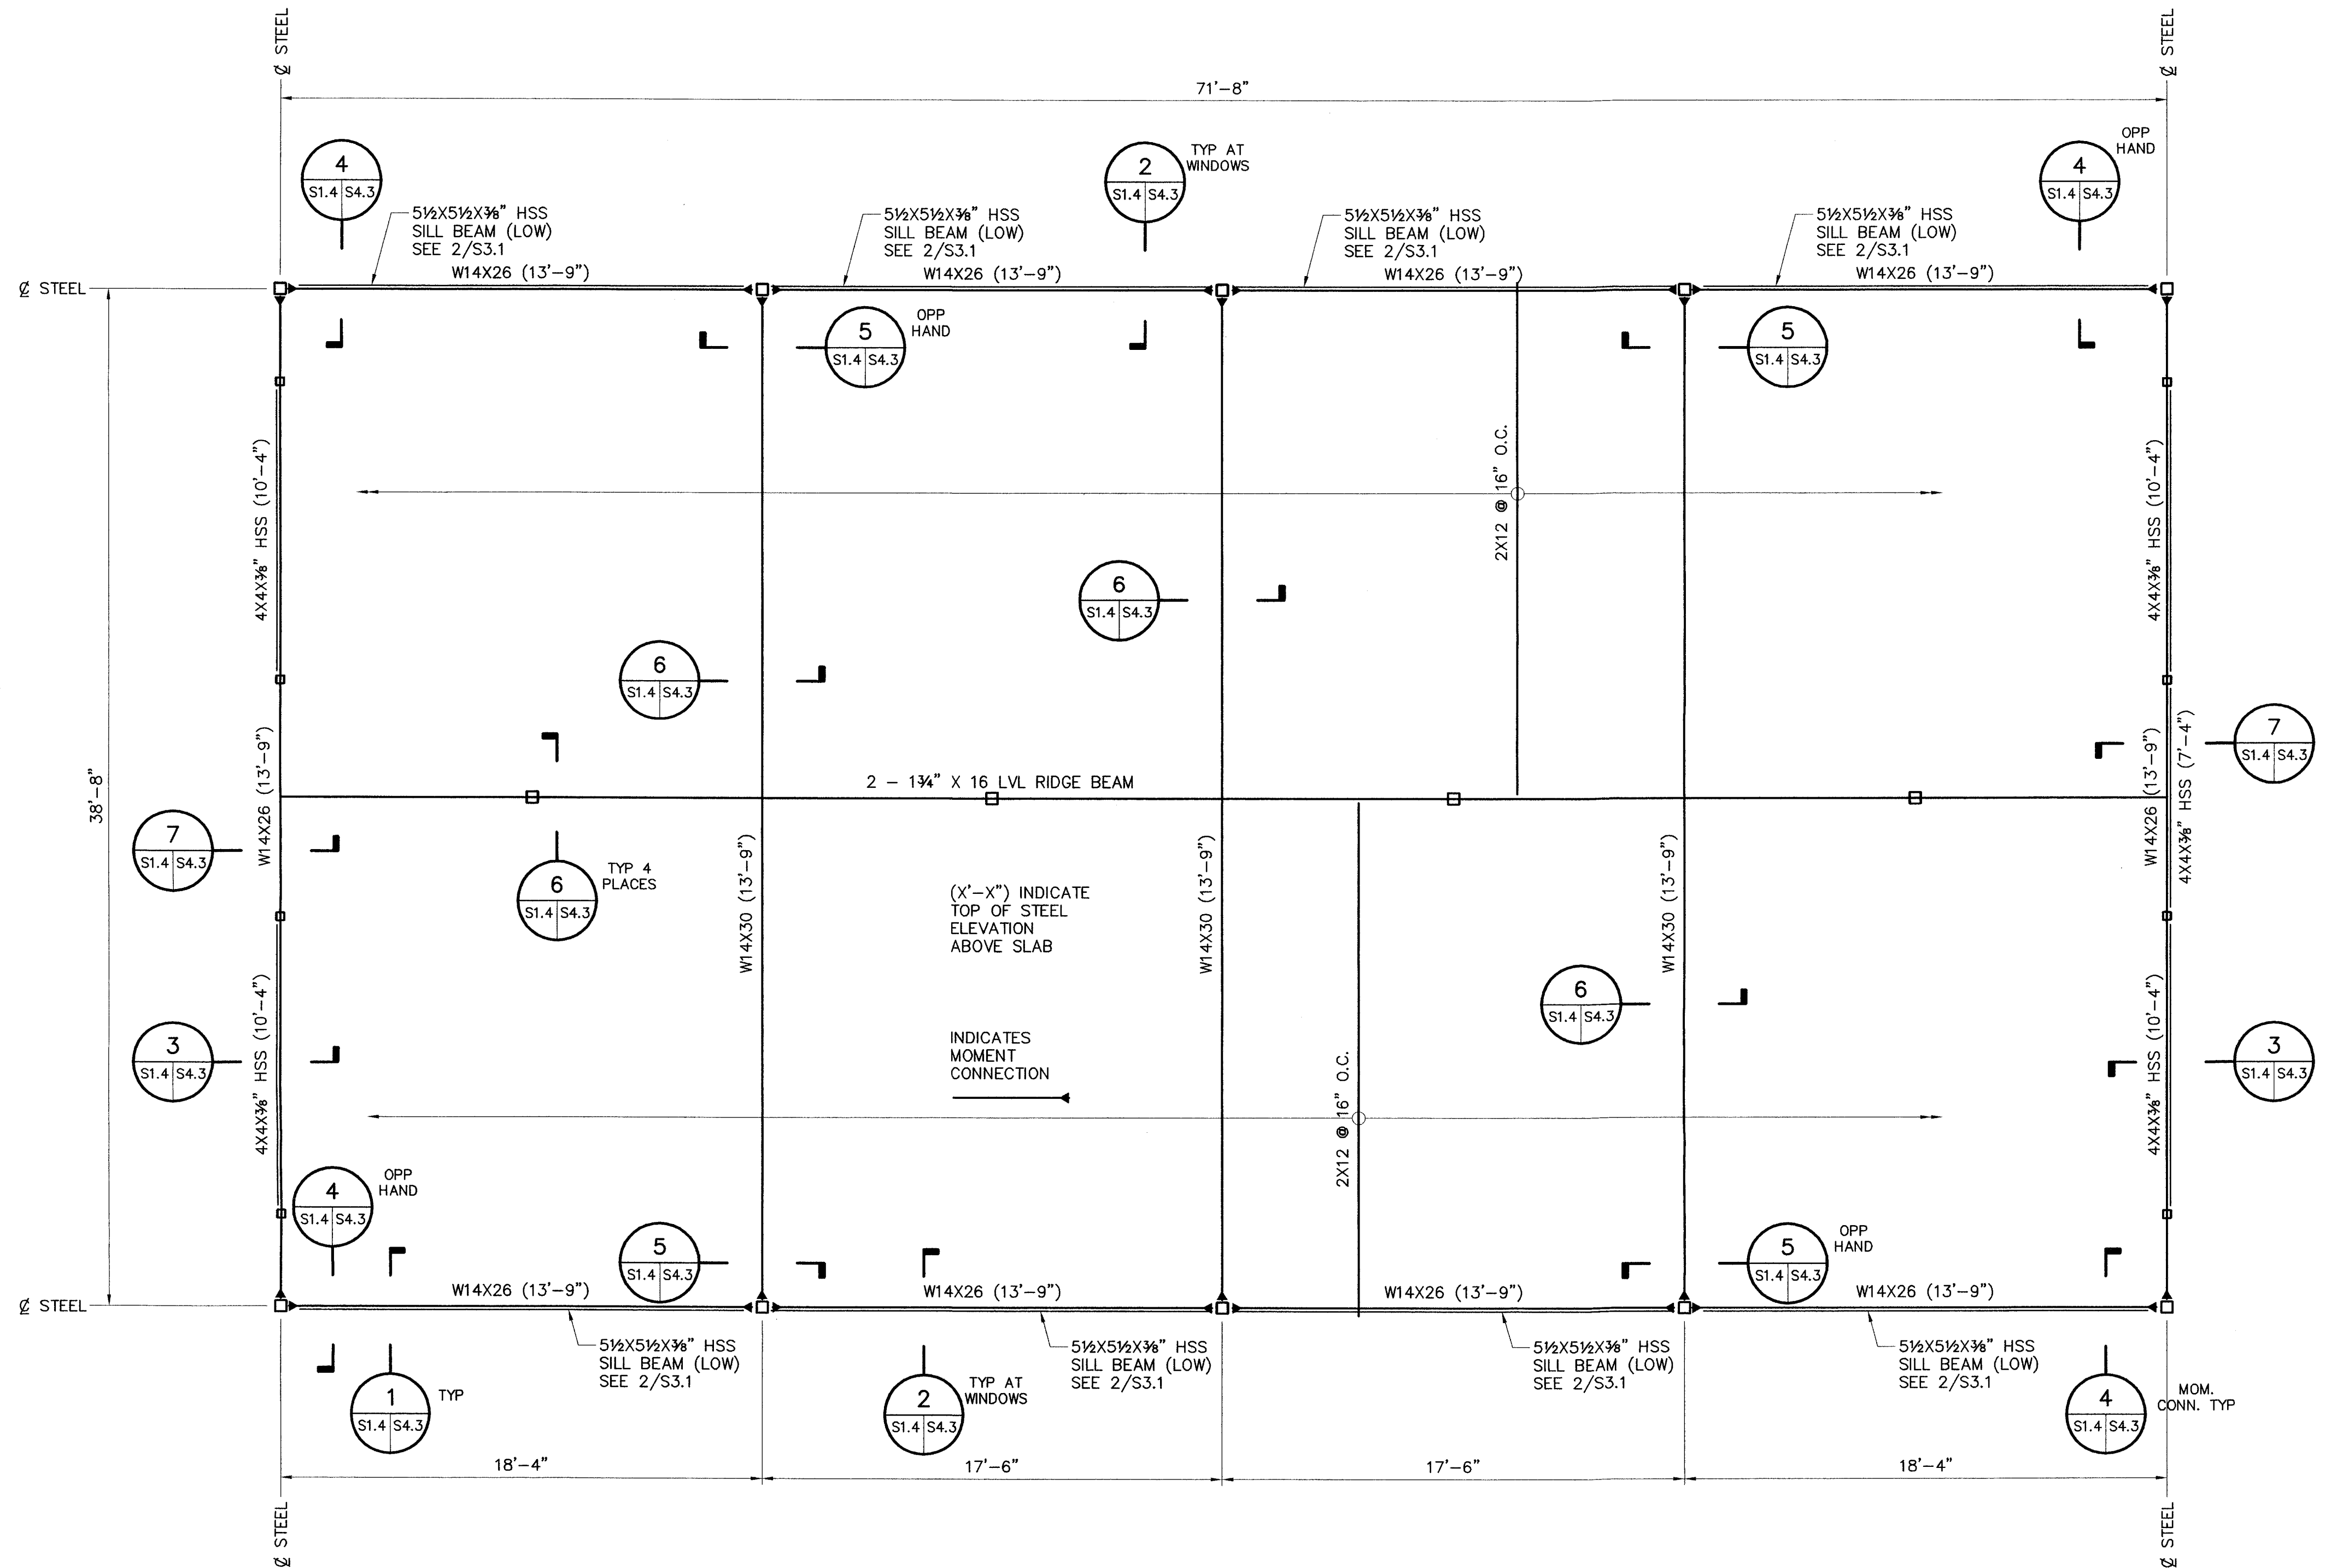 ℄ STEEL
℄ STEEL
71'-8"
4
S1.4 S4.3
2
S1.4 S4.3
TYP AT
WINDOWS
4
S1.4 S4.3
OPP
HAND
5½X5½X⅜" HSS
SILL BEAM (LOW)
SEE 2/S3.1
W14X26 (13'-9")
5½X5½X⅜" HSS
SILL BEAM (LOW)
SEE 2/S3.1
W14X26 (13'-9")
5½X5½X⅜" HSS
SILL BEAM (LOW)
SEE 2/S3.1
W14X26 (13'-9")
5½X5½X⅜" HSS
SILL BEAM (LOW)
SEE 2/S3.1
W14X26 (13'-9")
℄ STEEL
5
S1.4 S4.3
OPP
HAND
5
S1.4 S4.3
4X4X⅜" HSS (10'-4")
2X12 @ 16" O.C.
4X4X⅜" HSS (10'-4")
6
S1.4 S4.3
6
S1.4 S4.3
W14X26 (13'-9")
38'-8"
2 - 1¾" X 16 LVL RIDGE BEAM
W14X26 (13'-9")
4X4X⅜" HSS (7'-4")
7
S1.4 S4.3
7
S1.4 S4.3
6
S1.4 S4.3
TYP 4
PLACES
W14X30 (13'-9")
(X'-X") INDICATE
TOP OF STEEL
ELEVATION
ABOVE SLAB
W14X30 (13'-9")
W14X30 (13'-9")
6
S1.4 S4.3
3
S1.4 S4.3
4X4X⅜" HSS (10'-4")
INDICATES
MOMENT
CONNECTION
2X12 @ 16" O.C.
4X4X⅜" HSS (10'-4")
3
S1.4 S4.3
4
S1.4 S4.3
OPP
HAND
5
S1.4 S4.3
5
S1.4 S4.3
OPP
HAND
℄ STEEL
W14X26 (13'-9")
W14X26 (13'-9")
W14X26 (13'-9")
W14X26 (13'-9")
5½X5½X⅜" HSS
SILL BEAM (LOW)
SEE 2/S3.1
5½X5½X⅜" HSS
SILL BEAM (LOW)
SEE 2/S3.1
5½X5½X⅜" HSS
SILL BEAM (LOW)
SEE 2/S3.1
5½X5½X⅜" HSS
SILL BEAM (LOW)
SEE 2/S3.1
1
S1.4 S4.3
TYP
2
S1.4 S4.3
TYP AT
WINDOWS
4
S1.4 S4.3
MOM.
CONN. TYP
18'-4"
17'-6"
17'-6"
18'-4"
℄ STEEL
℄ STEEL